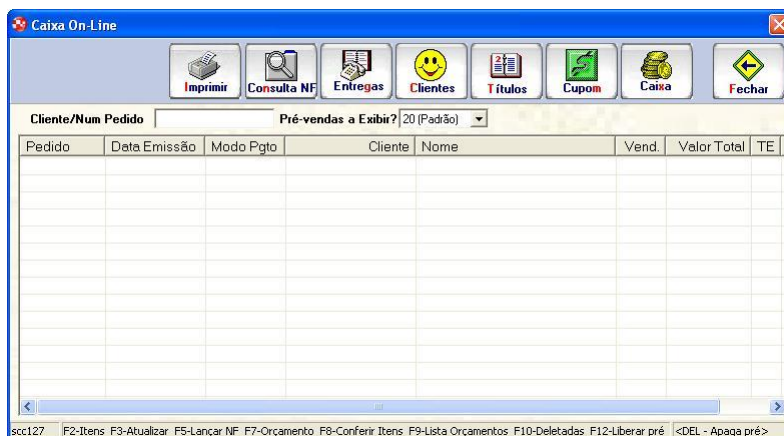 Caixa On-Line
Imprimir Consulta NF Entregas Clientes Títulos Cupom Caixa Fechar
Cliente/Num Pedido Pré-vendas a Exibir? 20 (Padrão)
Pedido Data Emissão Modo Pgto Cliente Nome Vend. Valor Total TE
scc127 F2-Itens F3-Atualizar F5-Lançar NF F7-Orçamento F8-Conferir Itens F9-Lista Orçamentos F10-Deletadas F12-Liberar pré <DEL - Apaga pré>